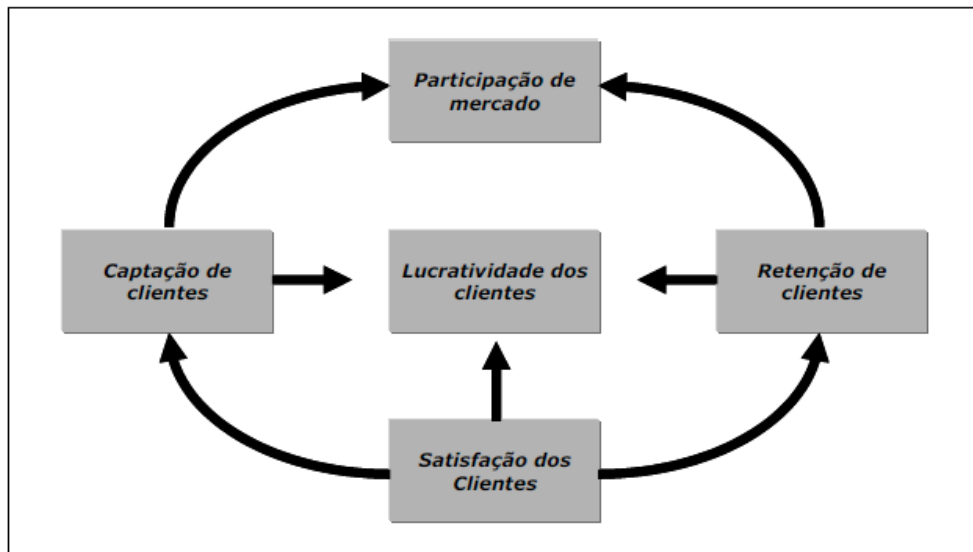 Participação de
mercado
Captação de
clientes
Lucratividade dos
clientes
Retenção de
clientes
Satisfação dos
Clientes